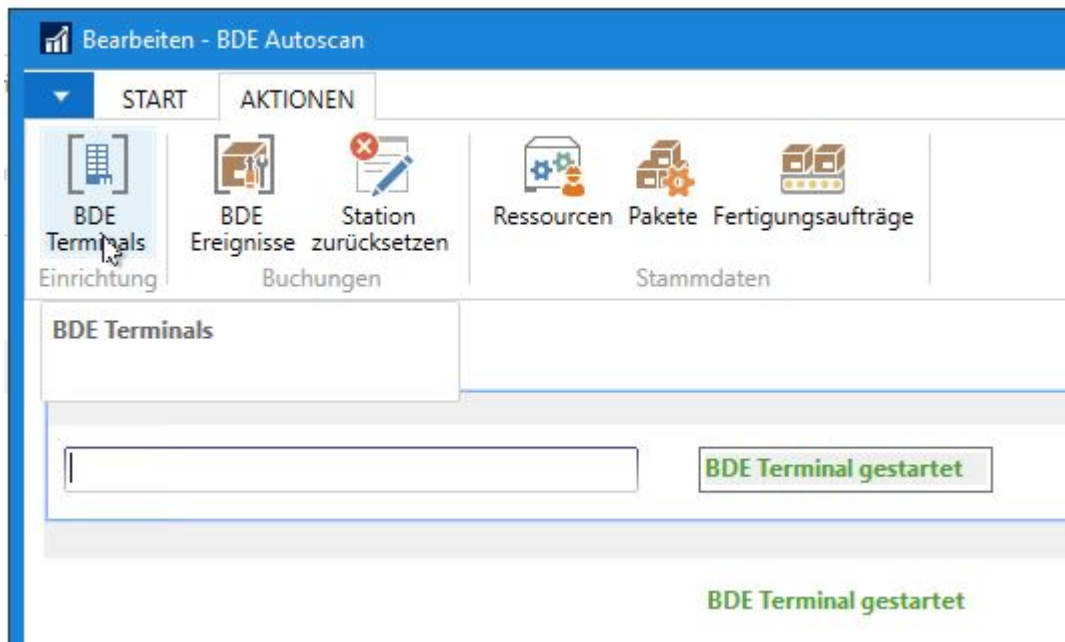 Bearbeiten - BDE Autoscan
START AKTIONEN
BDE Terminals
BDE Ereignisse
Station zurücksetzen
Ressourcen
Pakete
Fertigungsaufträge
Einrichtung
Buchungen
Stammdaten
BDE Terminals
BDE Terminal gestartet
BDE Terminal gestartet